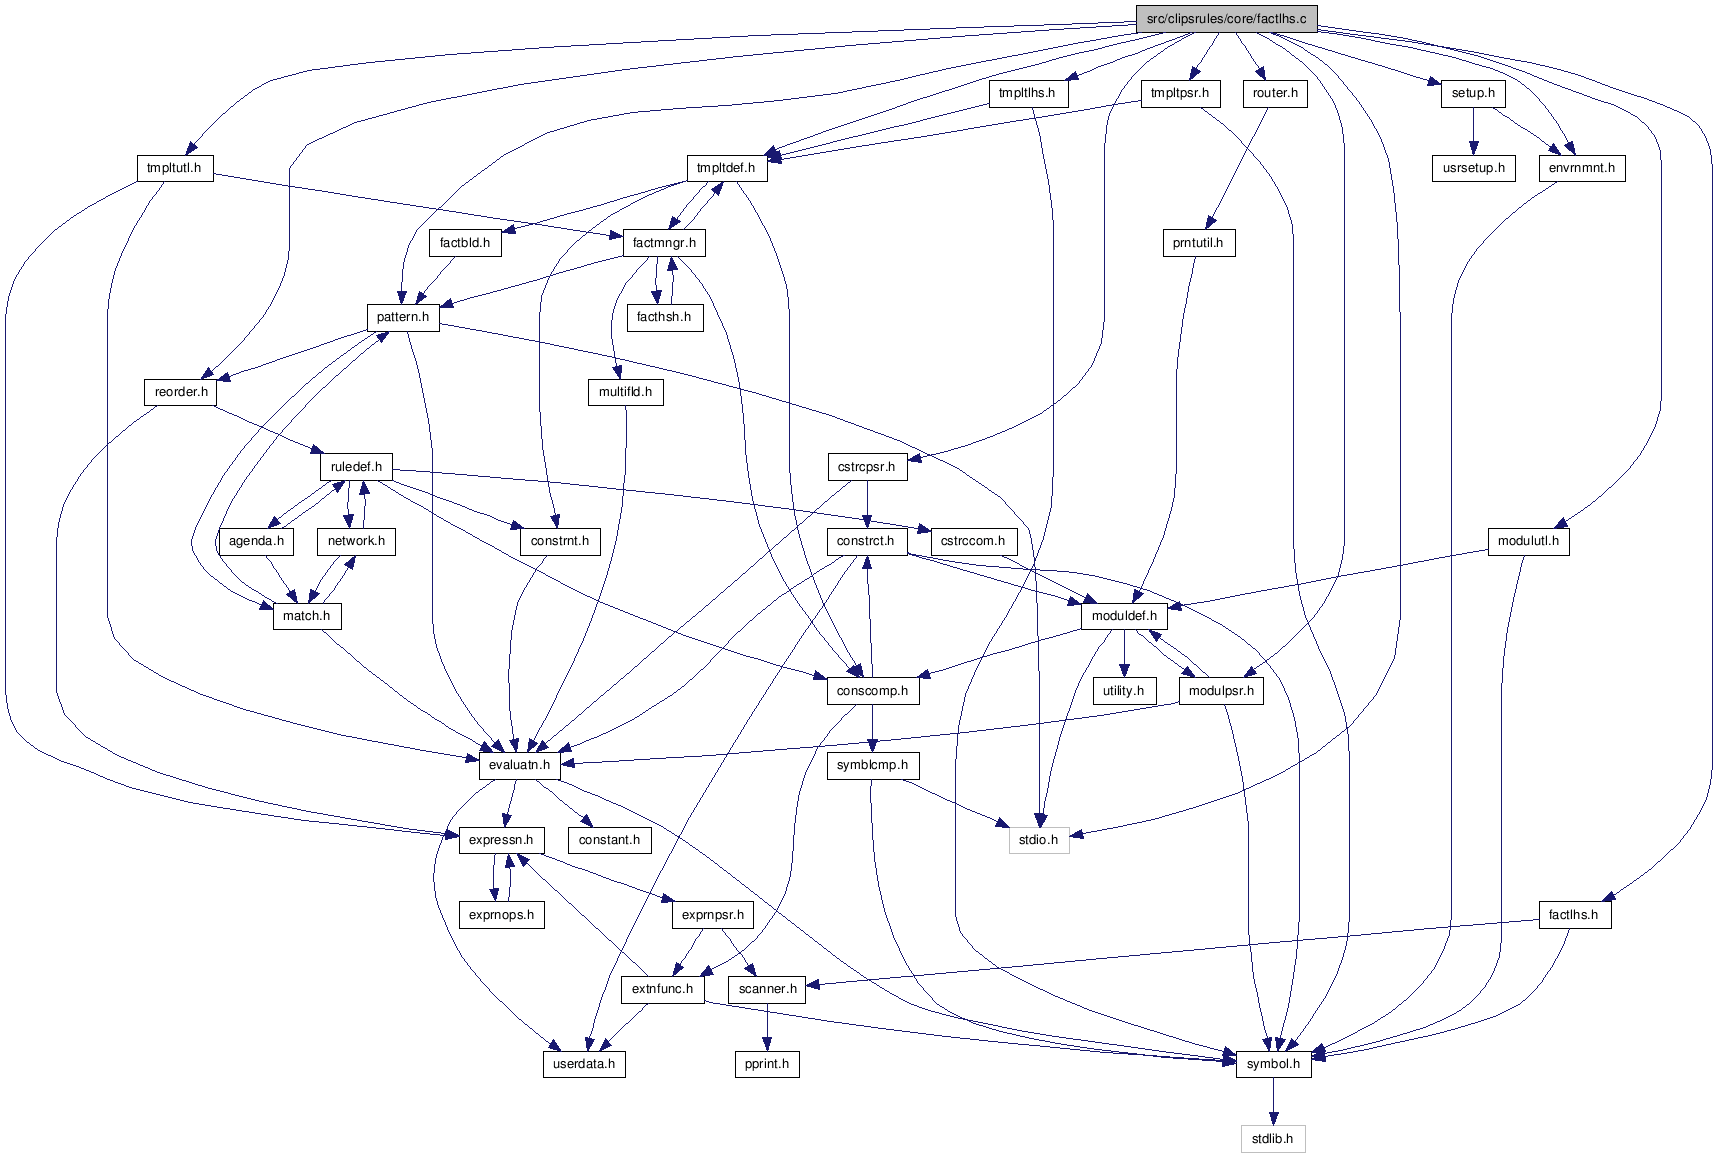 src/clipsrules/core/factlhs.c
tmpltlhs.h
tmpltpsr.h
router.h
setup.h
tmpltutl.h
tmpltdef.h
usrsetup.h
envrnmnt.h
factbld.h
factmngr.h
prntutil.h
pattern.h
facthsh.h
reorder.h
multifld.h
ruledef.h
cstrcpsr.h
agenda.h
network.h
constrnt.h
constrct.h
cstrccom.h
modulutl.h
match.h
moduldef.h
conscomp.h
utility.h
modulpsr.h
evaluatn.h
symblcmp.h
expressn.h
constant.h
stdio.h
exprnops.h
exprnpsr.h
factlhs.h
extnfunc.h
scanner.h
userdata.h
pprint.h
symbol.h
stdlib.h